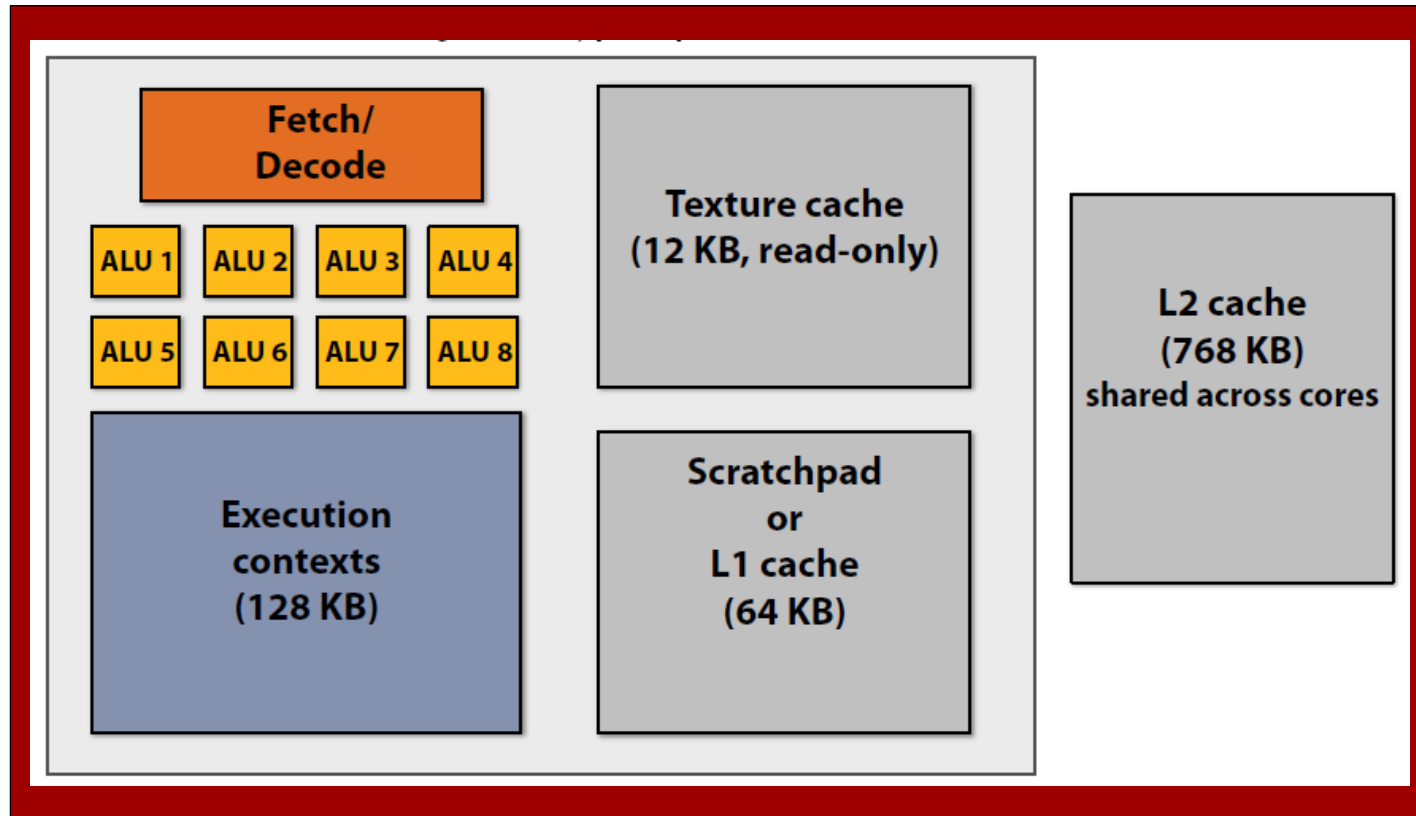 Fetch/
Decode
ALU 1 ALU 2 ALU 3 ALU 4
ALU 5 ALU 6 ALU 7 ALU 8
Execution
contexts
(128 KB)
Texture cache
(12 KB, read-only)
Scratchpad
or
L1 cache
(64 KB)
L2 cache
(768 KB)
shared across cores